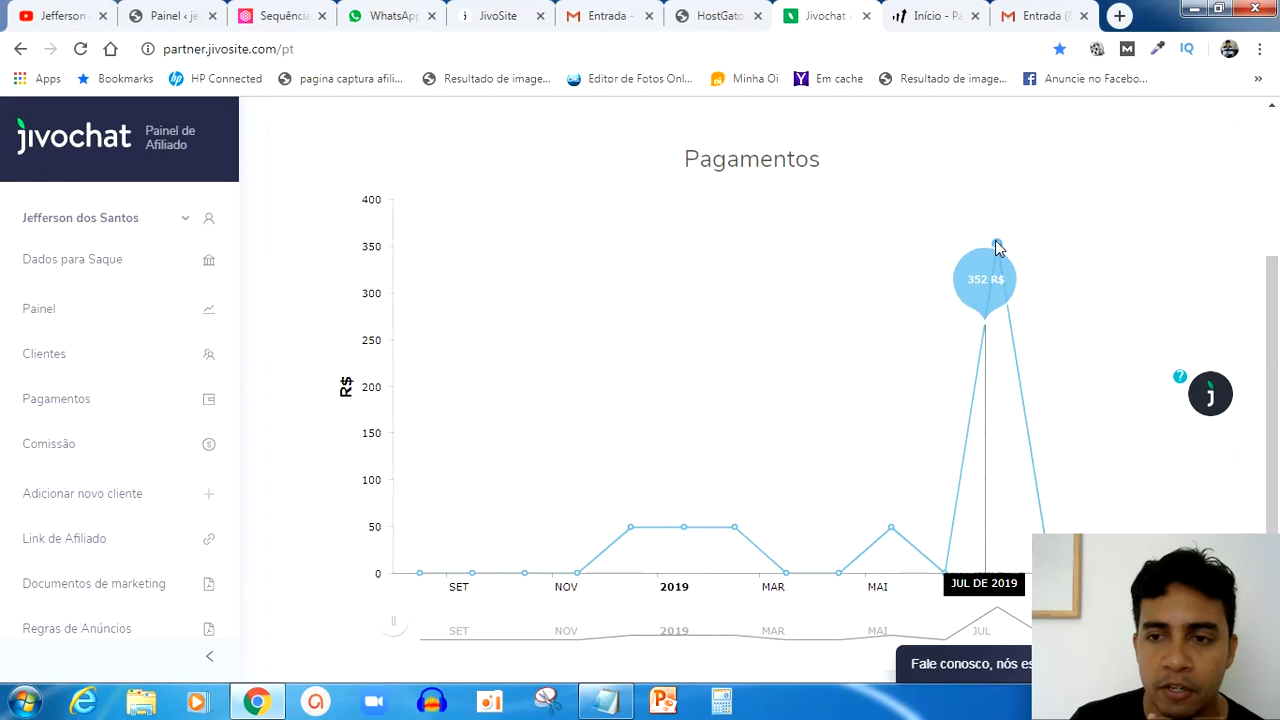 Jefferson
Painel ‹ je
Sequência
WhatsApp
JivoSite
Entrada -
HostGato
Jivochat -
Início - Pe
Entrada (
partner.jivosite.com/pt
Apps
Bookmarks
HP Connected
pagina captura afili...
Resultado de image...
Editor de Fotos Onl...
Minha Oi
Em cache
Resultado de image...
Anuncie no Facebo...
»
jivochat
Painel de
Afiliado
Jefferson dos Santos
Dados para Saque
Painel
Clientes
Pagamentos
Comissão
Adicionar novo cliente
Link de Afiliado
Documentos de marketing
Regras de Anúncios
Pagamentos
400
350
300
250
200
150
100
50
0
R$
352 R$
SET
NOV
2019
MAR
MAI
JUL DE 2019
SET
NOV
2019
MAR
MAI
JUL
?
Fale conosco, nós es